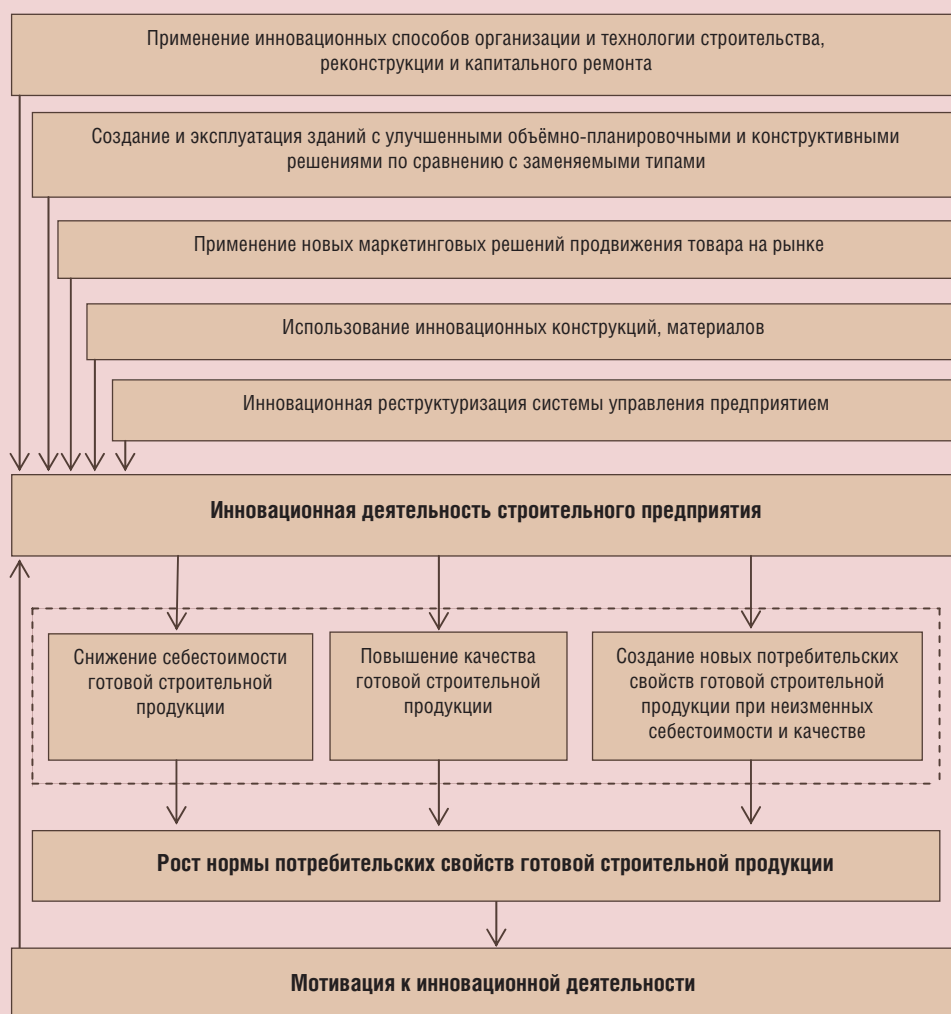 Применение инновационных способов организации и технологии строительства,
реконструкции и капитального ремонта
Создание и эксплуатация зданий с улучшенными объёмно-планировочными и конструктивными
решениями по сравнению с заменяемыми типами
Применение новых маркетинговых решений продвижения товара на рынке
Использование инновационных конструкций, материалов
Инновационная реструктуризация системы управления предприятием
Инновационная деятельность строительного предприятия
Снижение себестоимости
готовой строительной
продукции
Повышение качества
готовой строительной
продукции
Создание новых потребительских
свойств готовой строительной
продукции при неизменных
себестоимости и качестве
Рост нормы потребительских свойств готовой строительной продукции
Мотивация к инновационной деятельности